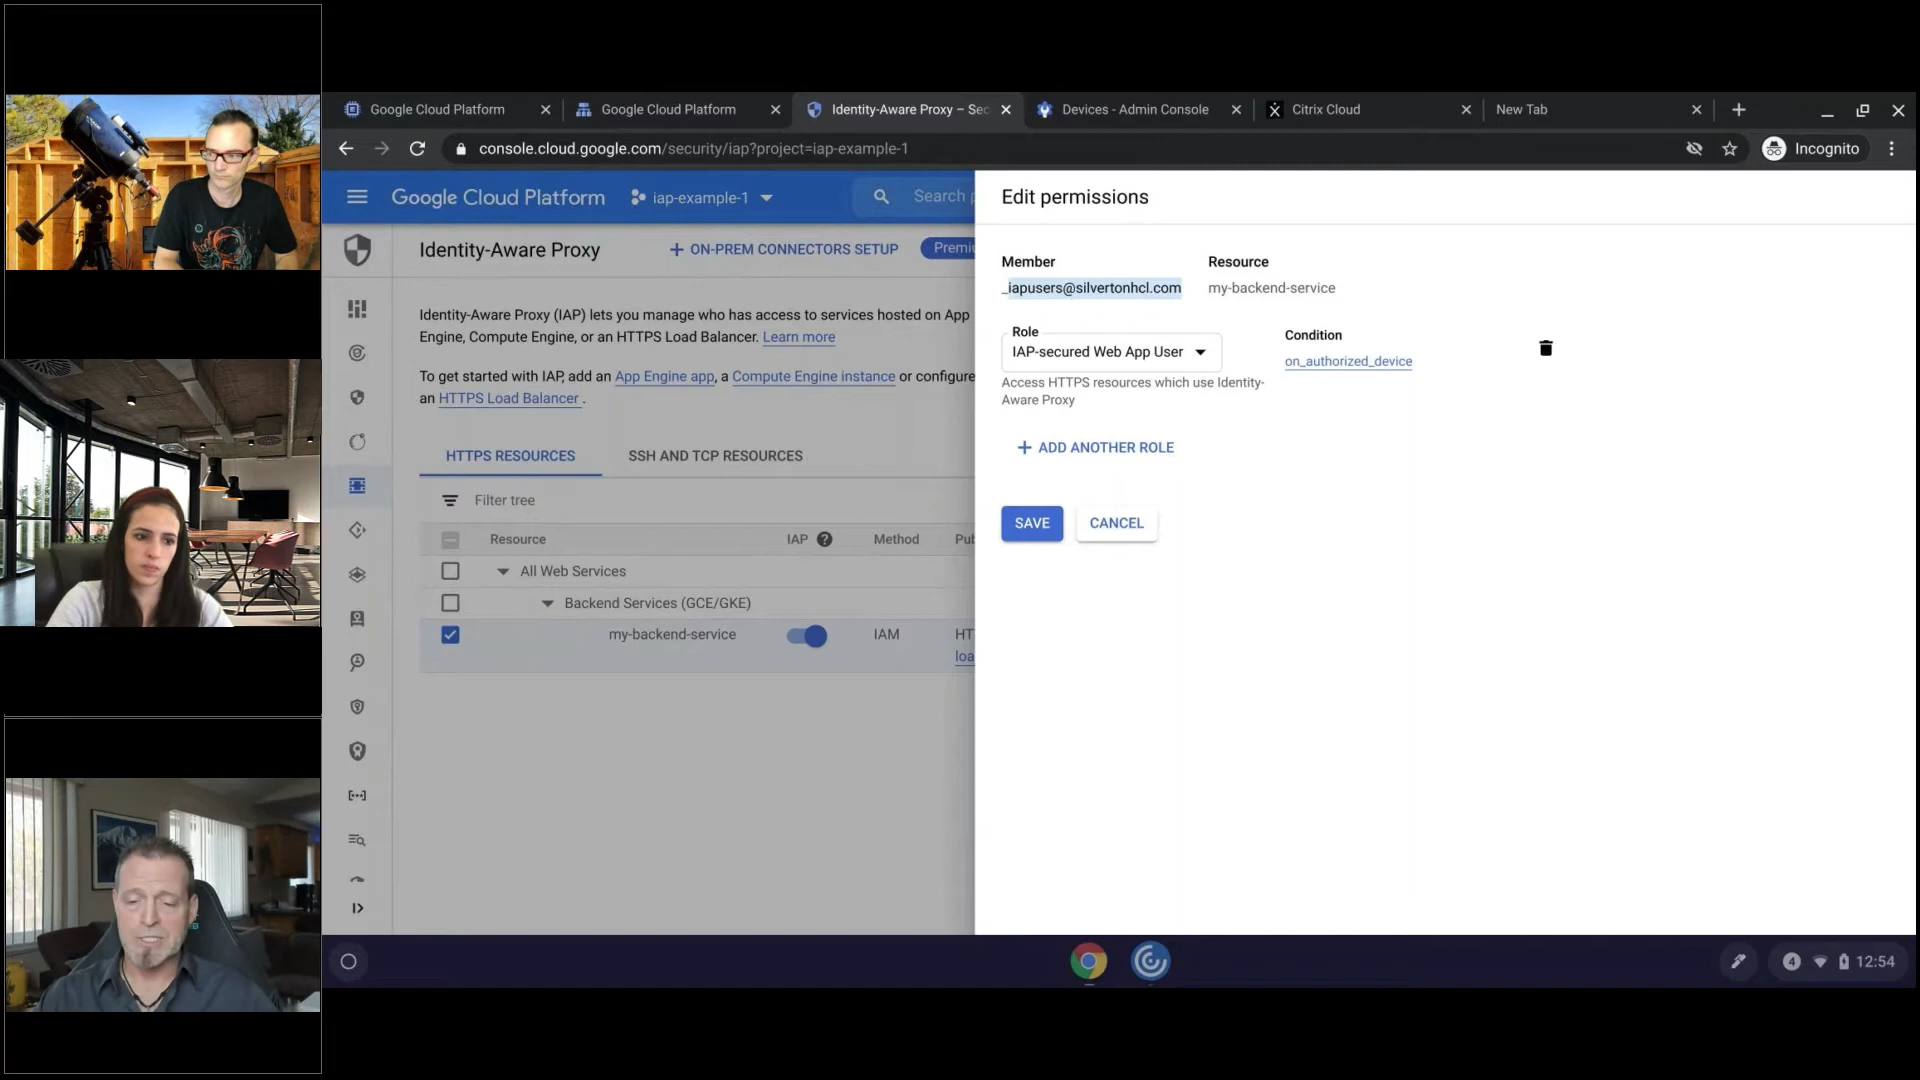 Google Cloud Platform
Google Cloud Platform
Identity-Aware Proxy – Sec
Devices - Admin Console
Citrix Cloud
New Tab
console.cloud.google.com/security/iap?project=iap-example-1
Incognito
Google Cloud Platform
iap-example-1
Search p
Identity-Aware Proxy
ON-PREM CONNECTORS SETUP
Premiu
Identity-Aware Proxy (IAP) lets you manage who has access to services hosted on App
Engine, Compute Engine, or an HTTPS Load Balancer. Learn more
To get started with IAP, add an App Engine app, a Compute Engine instance or configure
an HTTPS Load Balancer .
HTTPS RESOURCES
SSH AND TCP RESOURCES
Filter tree
Resource
IAP
Method
Pub
All Web Services
Backend Services (GCE/GKE)
my-backend-service
IAM
HT
loa
Edit permissions
Member
Resource
_iapusers@silvertonhcl.com
my-backend-service
Role
IAP-secured Web App User
Condition
on_authorized_device
Access HTTPS resources which use Identity-
Aware Proxy
+ ADD ANOTHER ROLE
SAVE
CANCEL
4
12:54